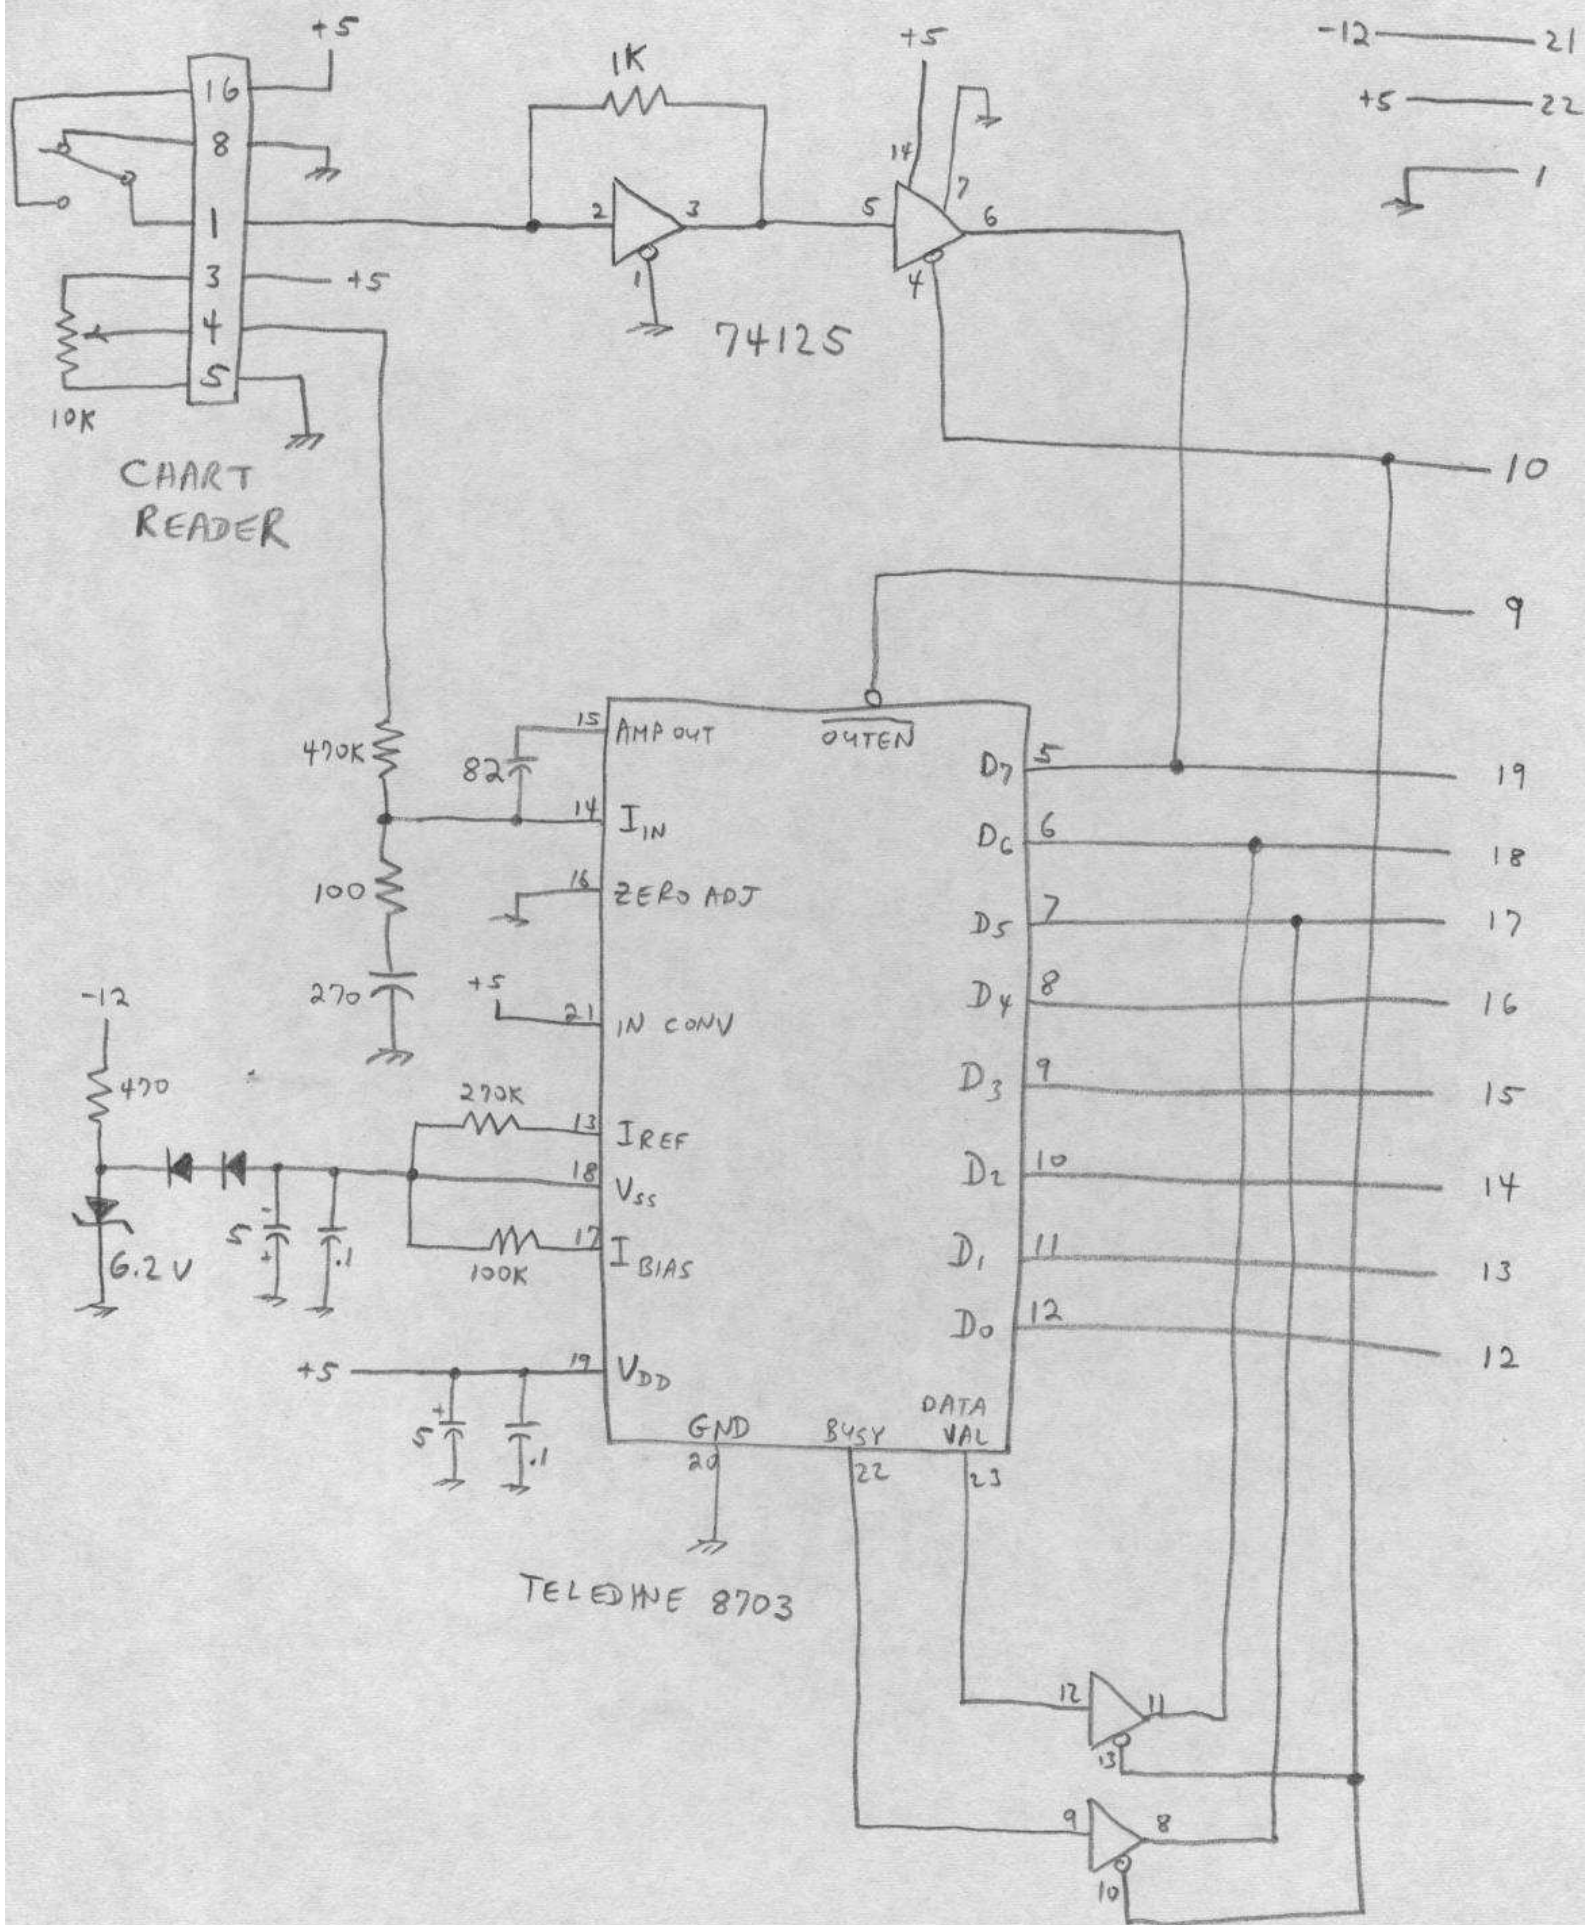 +5
1K
+5
-12 21
+5 22
1
16
8
1
3 +5
4
5
10K
CHART
READER
2 3
1
14
7
5 6
4
74125
10
9
470K
82
15 AMP OUT
OUTEN
14 IIN
100
16 ZERO ADJ
270
+5
21 IN CONV
-12
470
270K
13 IREF
18 VSS
17 IBIAS
100K
5 - +
.1
6.2V
+5
19 VDD
5 +
.1
GND
20
BUSY
22
DATA
VAL
23
D7 5 19
D6 6 18
D5 7 17
D4 8 16
D3 9 15
D2 10 14
D1 11 13
D0 12 12
TELEDYNE 8703
12 11
13
9 8
10